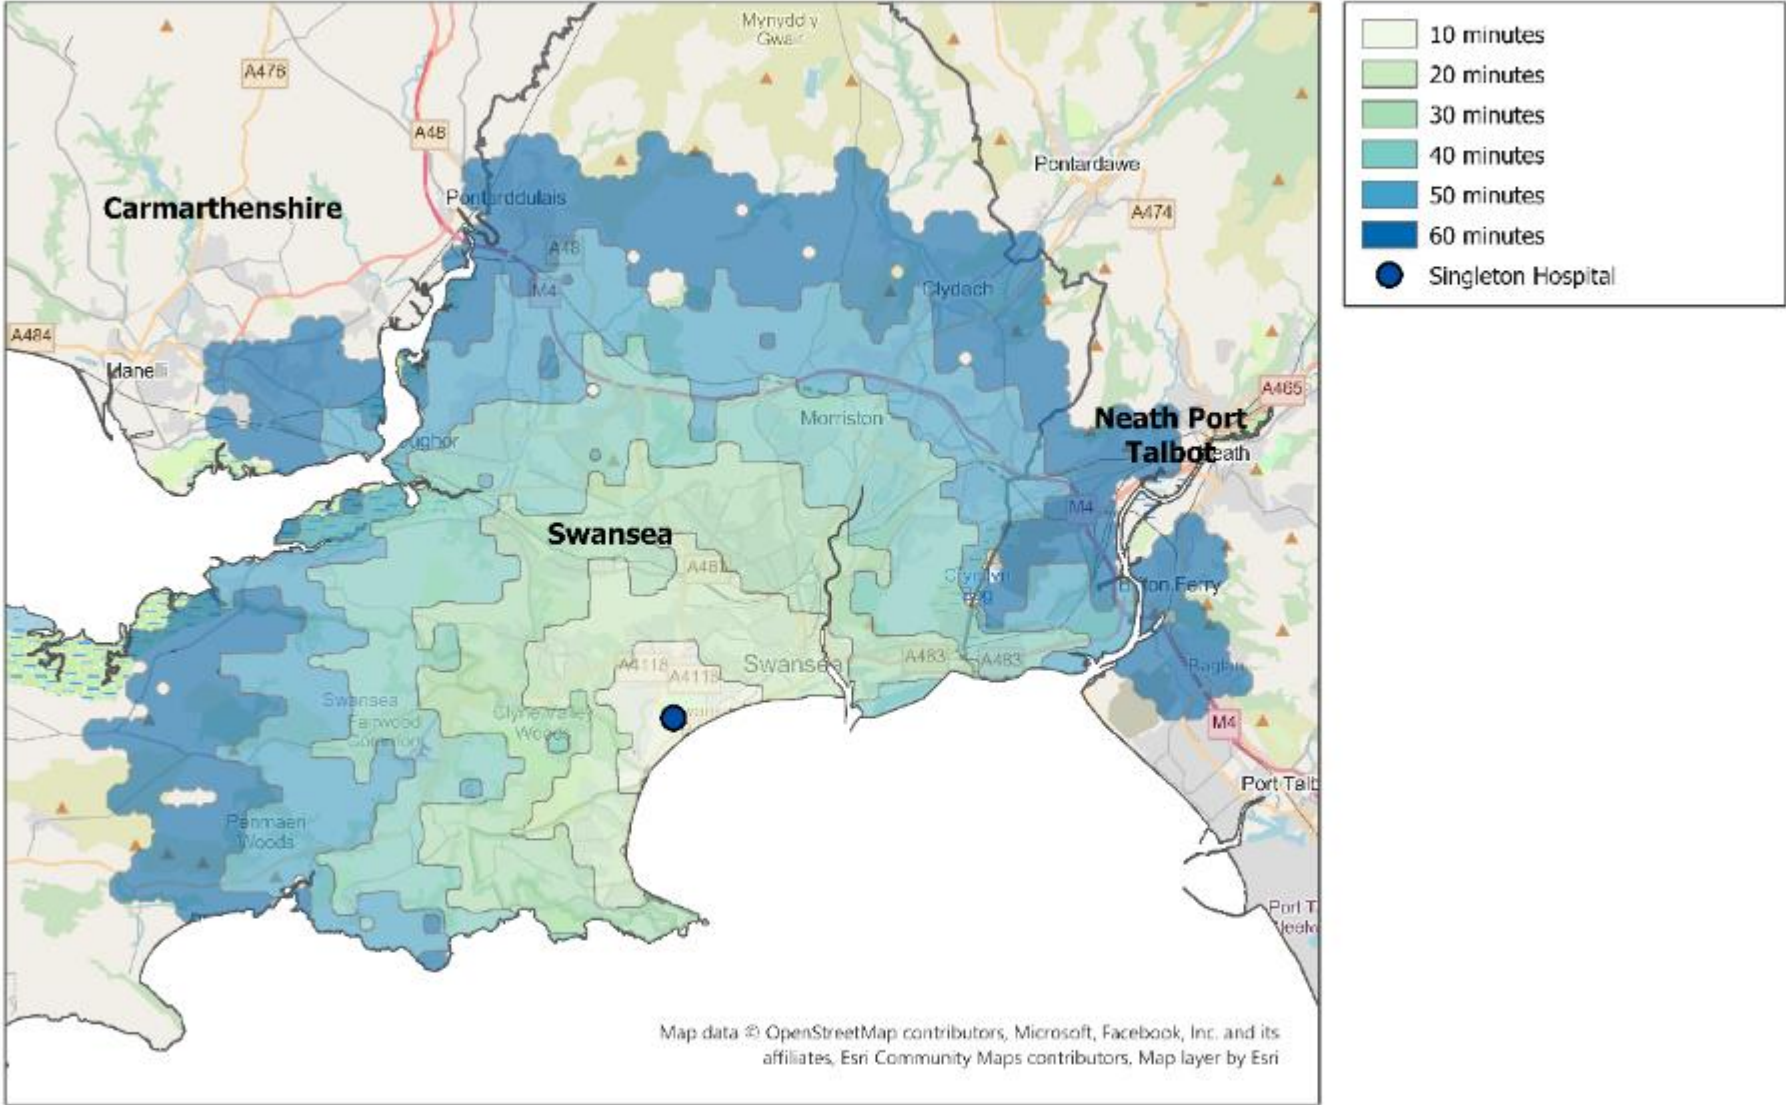 Mynydd y
Gwair
A476
A48
Pontardawe
Carmarthenshire
Pontarddulais
A474
A48
M4
Clydach
A484
Llanelli
A465
Morriston
Neath Port
Talbot
Neath
M4
Swansea
A483
Briton Ferry
Swansea
A4118
A4118
A483
A483
Baglan
Swansea
Fairwood
Common
Clyne Valley
Woods
M4
Port Talb
Penmaen
Woods
Port T
10 minutes
20 minutes
30 minutes
40 minutes
50 minutes
60 minutes
Singleton Hospital
Map data © OpenStreetMap contributors, Microsoft, Facebook, Inc. and its
affiliates, Esri Community Maps contributors, Map layer by Esri